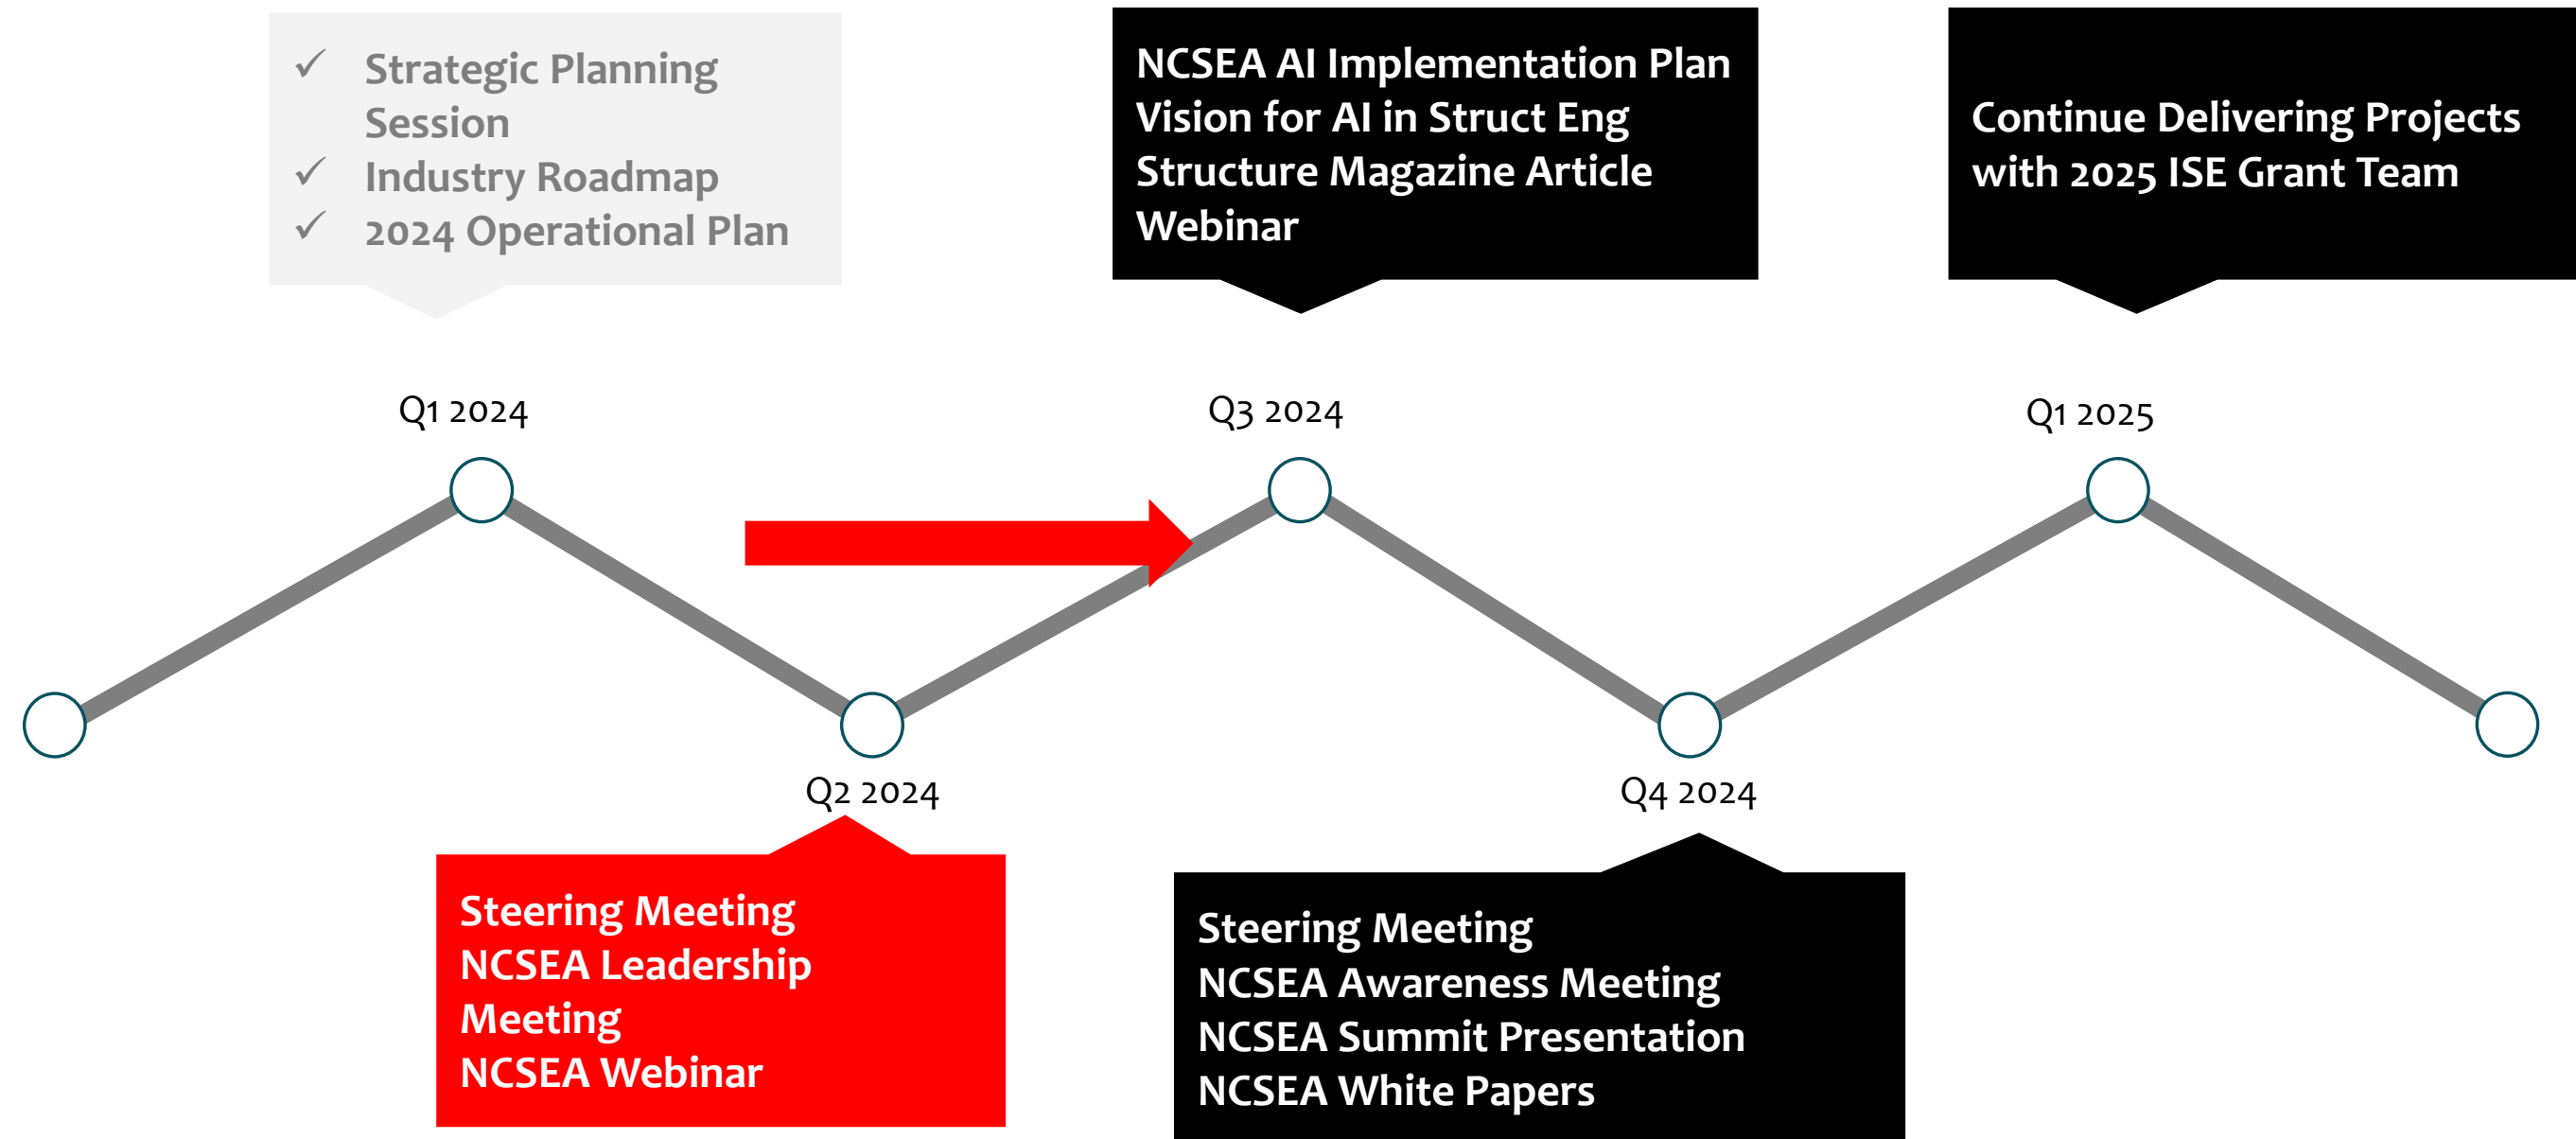 ✓ Strategic Planning
Session
✓ Industry Roadmap
✓ 2024 Operational Plan
NCSEA AI Implementation Plan
Vision for AI in Struct Eng
Structure Magazine Article
Webinar
Continue Delivering Projects
with 2025 ISE Grant Team
Q1 2024
Q3 2024
Q1 2025
Q2 2024
Q4 2024
Steering Meeting
NCSEA Leadership
Meeting
NCSEA Webinar
Steering Meeting
NCSEA Awareness Meeting
NCSEA Summit Presentation
NCSEA White Papers